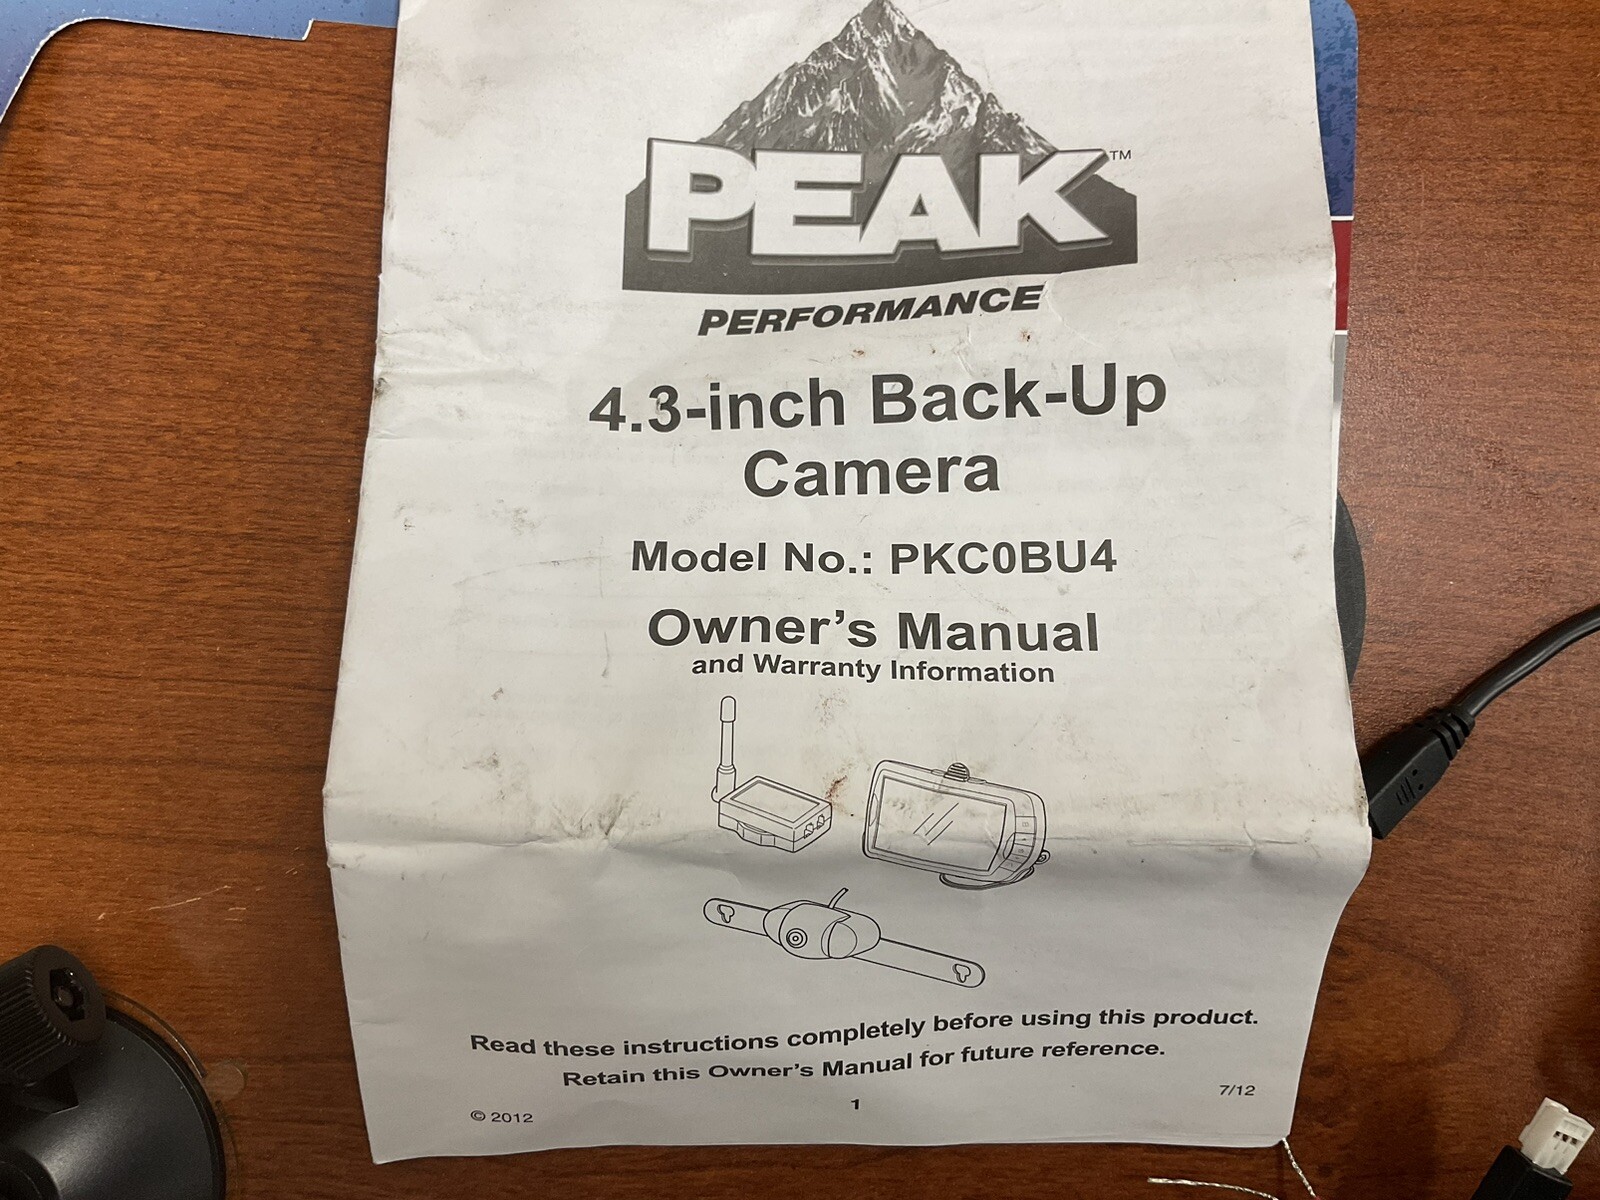 PEAK™
PERFORMANCE
4.3-inch Back-Up
Camera
Model No.: PKC0BU4
Owner's Manual
and Warranty Information
Read these instructions completely before using this product.
Retain this Owner's Manual for future reference.
7/12
1
© 2012